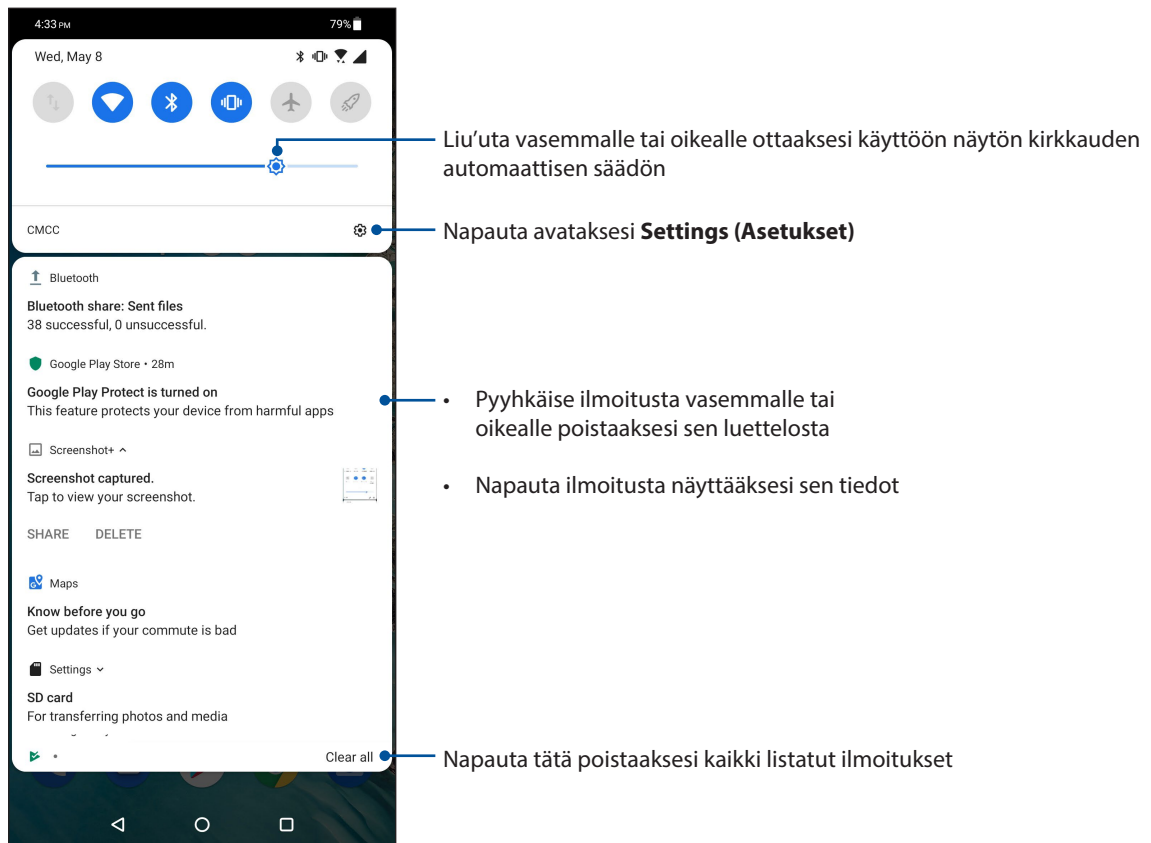 4:33 PM 79%
Wed, May 8
Liu'uta vasemmalle tai oikealle ottaaksesi käyttöön näytön kirkkauden
automaattisen säädön
CMCC
Napauta avataksesi Settings (Asetukset)
Bluetooth
Bluetooth share: Sent files
38 successful, 0 unsuccessful.
Google Play Store • 28m
Google Play Protect is turned on
This feature protects your device from harmful apps
• Pyyhkäise ilmoitusta vasemmalle tai
oikealle poistaaksesi sen luettelosta
Screenshot+
Screenshot captured.
Tap to view your screenshot.
• Napauta ilmoitusta näyttääksesi sen tiedot
SHARE DELETE
Maps
Know before you go
Get updates if your commute is bad
Settings
SD card
For transferring photos and media
Clear all
Napauta tätä poistaaksesi kaikki listatut ilmoitukset